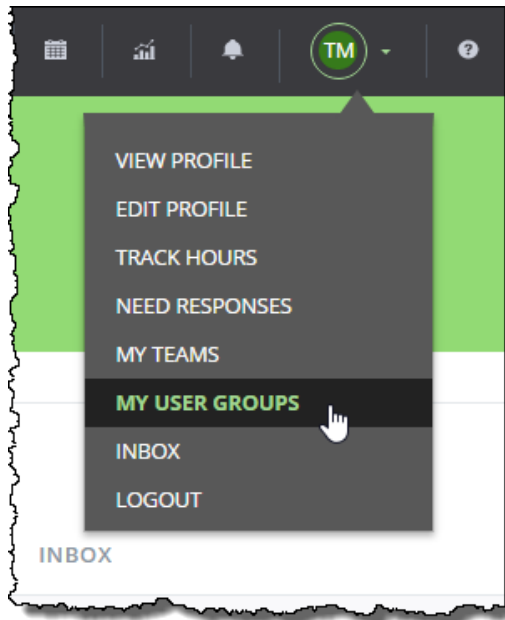 TM
?
VIEW PROFILE
EDIT PROFILE
TRACK HOURS
NEED RESPONSES
MY TEAMS
MY USER GROUPS
INBOX
LOGOUT
INBOX